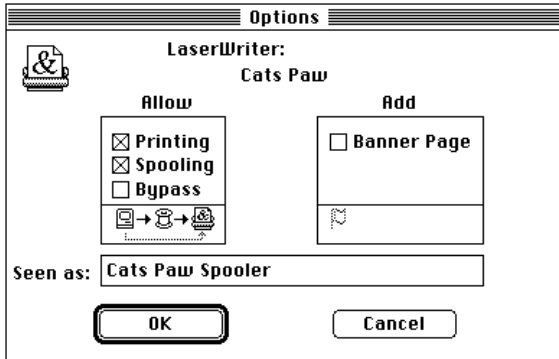 Options
LaserWriter:
Cats Paw
Allow
Add
Printing
Spooling
Bypass
Banner Page
&
Seen as: Cats Paw Spooler
OK
Cancel